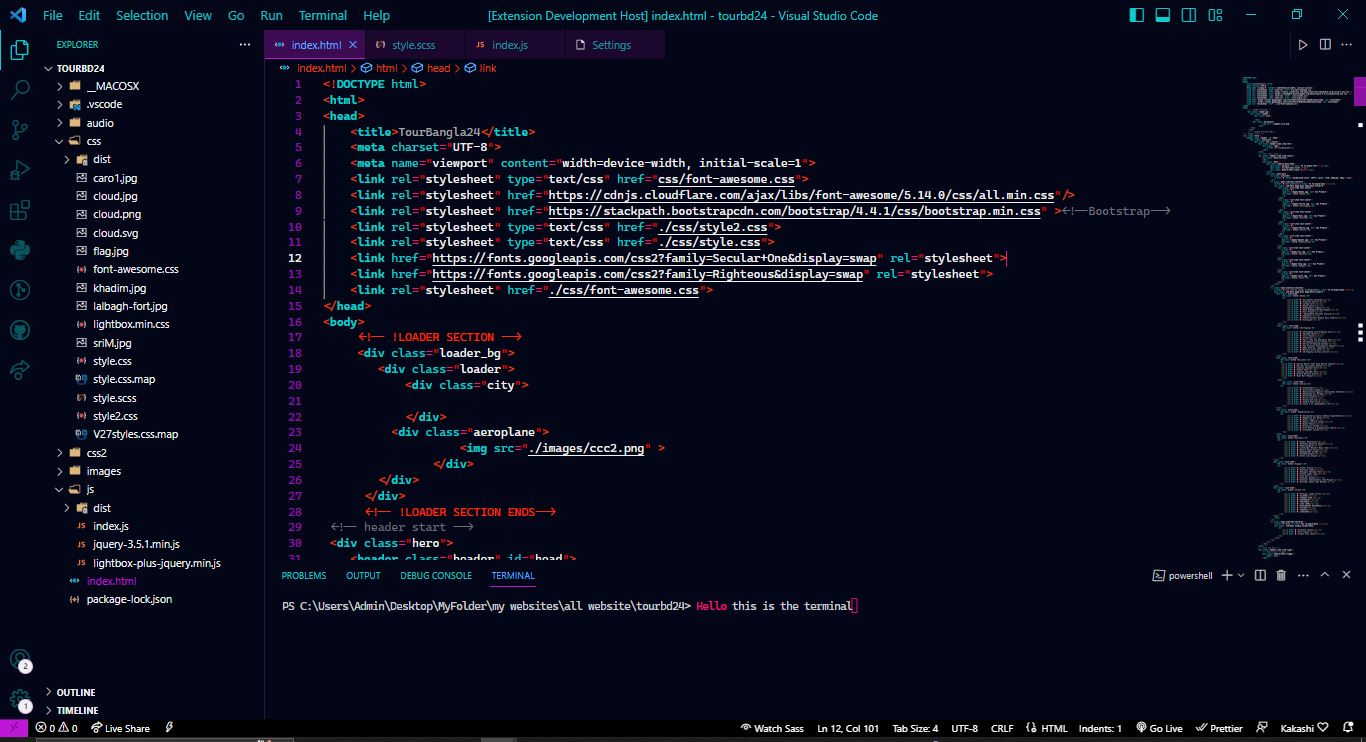 File Edit Selection View Go Run Terminal Help [Extension Development Host] index.html - tourbd24 - Visual Studio Code
EXPLORER ···
index.html × style.scss index.js Settings
TOURBD24
index.html > html > head > link
__MACOSX
.vscode
audio
css
dist
caro1.jpg
cloud.jpg
cloud.png
cloud.svg
flag.jpg
font-awesome.css
khadim.jpg
lalbagh-fort.jpg
lightbox.min.css
sriM.jpg
style.css
style.css.map
style.scss
style2.css
V27styles.css.map
css2
images
js
dist
index.js
jquery-3.5.1.min.js
lightbox-plus-jquery.min.js
index.html
package-lock.json
OUTLINE
TIMELINE
1 <!DOCTYPE html>
2 <html>
3 <head>
4 <title>TourBangla24</title>
5 <meta charset="UTF-8">
6 <meta name="viewport" content="width=device-width, initial-scale=1">
7 <link rel="stylesheet" type="text/css" href="css/font-awesome.css">
8 <link rel="stylesheet" href="https://cdnjs.cloudflare.com/ajax/libs/font-awesome/5.14.0/css/all.min.css"/>
9 <link rel="stylesheet" href="https://stackpath.bootstrapcdn.com/bootstrap/4.4.1/css/bootstrap.min.css" ><!--Bootstrap-->
10 <link rel="stylesheet" type="text/css" href="./css/style2.css">
11 <link rel="stylesheet" type="text/css" href="./css/style.css">
12 <link href="https://fonts.googleapis.com/css2?family=Secular+One&display=swap" rel="stylesheet">
13 <link href="https://fonts.googleapis.com/css2?family=Righteous&display=swap" rel="stylesheet">
14 <link rel="stylesheet" href="./css/font-awesome.css">
15 </head>
16 <body>
17 <!-- !LOADER SECTION -->
18 <div class="loader_bg">
19 <div class="loader">
20 <div class="city">
21
22 </div>
23 <div class="aeroplane">
24 <img src="./images/ccc2.png" >
25 </div>
26 </div>
27 </div>
28 <!-- !LOADER SECTION ENDS-->
29 <!-- header start -->
30 <div class="hero">
31 <header class="header" id="head">
PROBLEMS OUTPUT DEBUG CONSOLE TERMINAL powershell
PS C:\Users\Admin\Desktop\MyFolder\my websites\all website\tourbd24> Hello this is the terminal
2
1
0 0 Live Share Watch Sass Ln 12, Col 101 Tab Size: 4 UTF-8 CRLF HTML Indents: 1 Go Live Prettier Kakashi